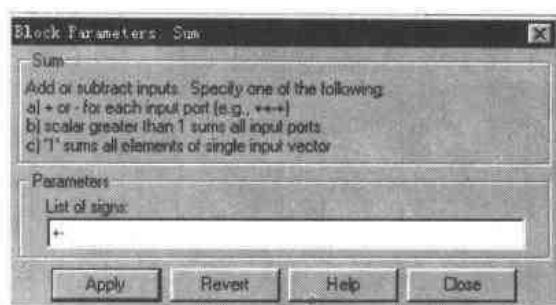 Block Parameters: Sum
Sum
Add or subtract inputs. Specify one of the following:
a) + or - for each input port (e.g., ++-+)
b) scalar greater than 1 sums all input ports.
c) "1" sums all elements of single input vector
Parameters
List of signs:
+-
Apply
Revert
Help
Close